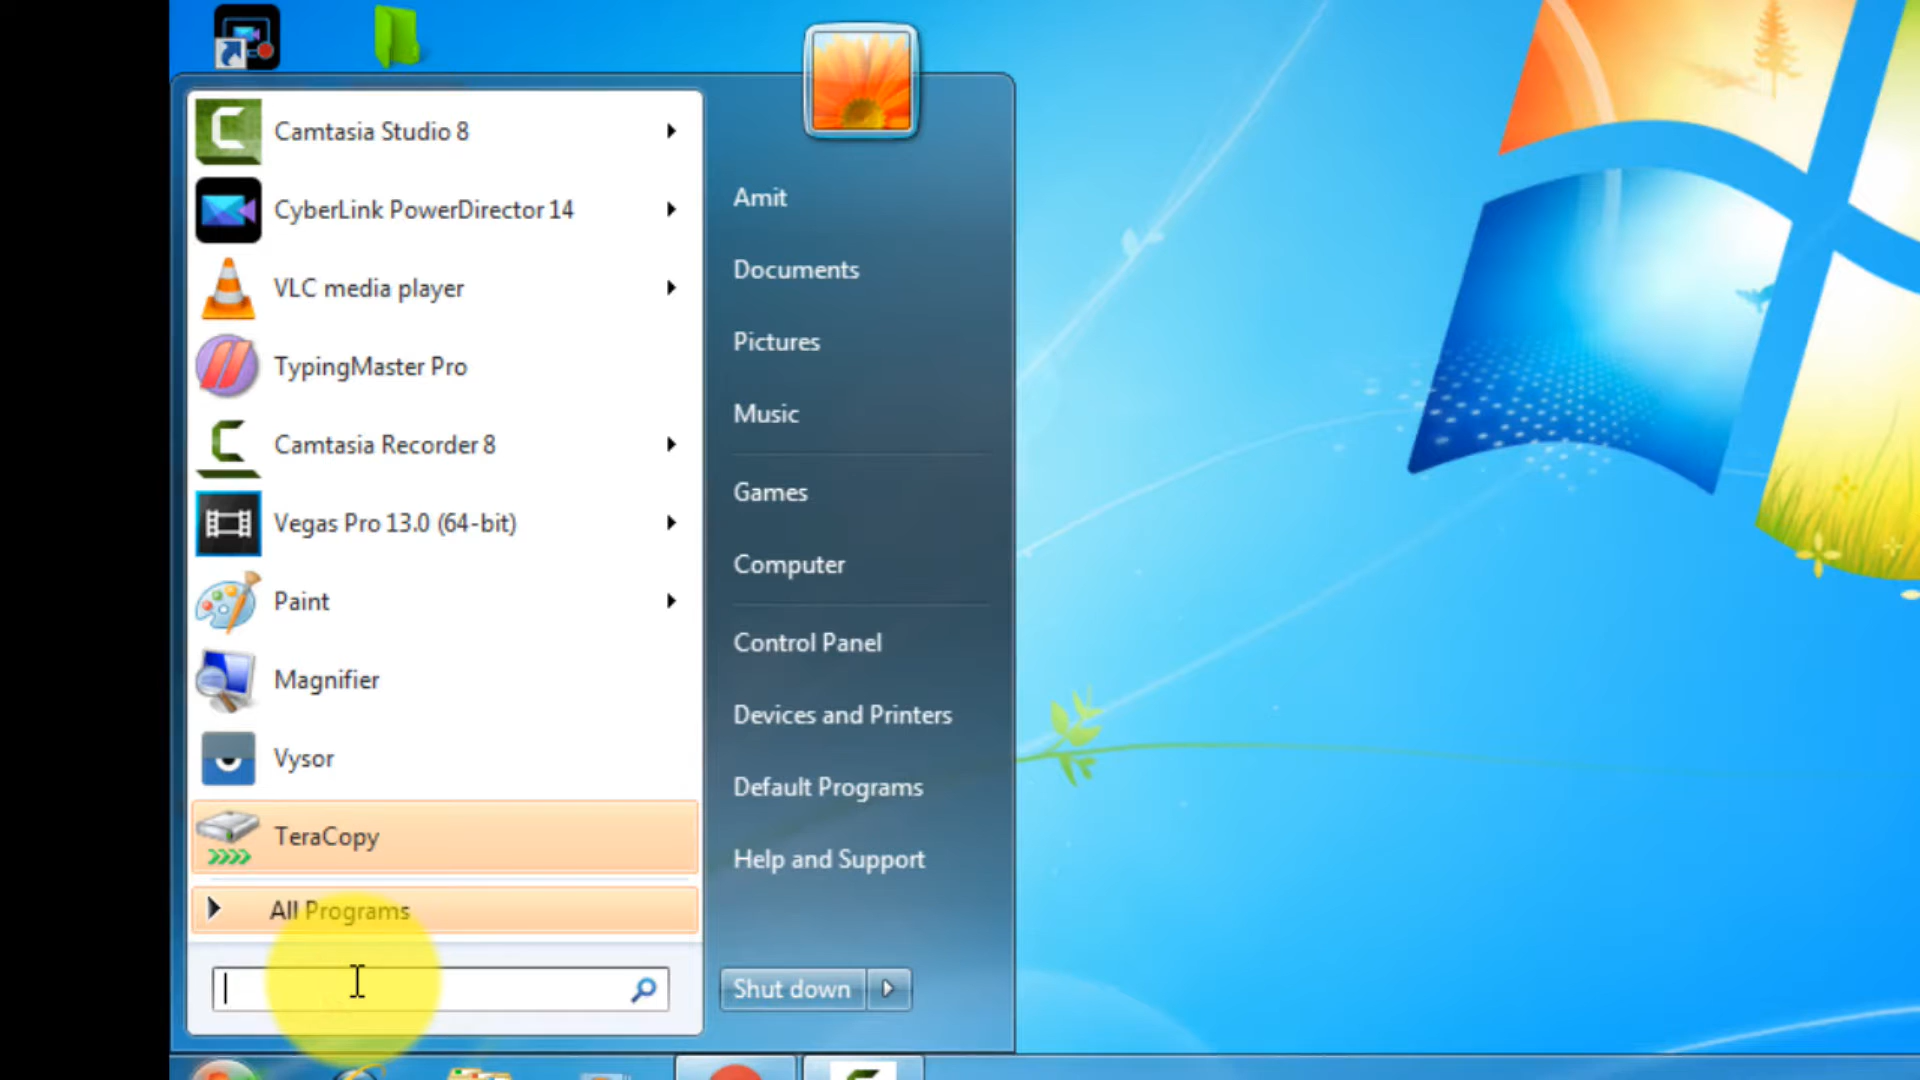 Camtasia Studio 8
CyberLink PowerDirector 14
VLC media player
TypingMaster Pro
Camtasia Recorder 8
Vegas Pro 13.0 (64-bit)
Paint
Magnifier
Vysor
TeraCopy
All Programs
Amit
Documents
Pictures
Music
Games
Computer
Control Panel
Devices and Printers
Default Programs
Help and Support
Shut down